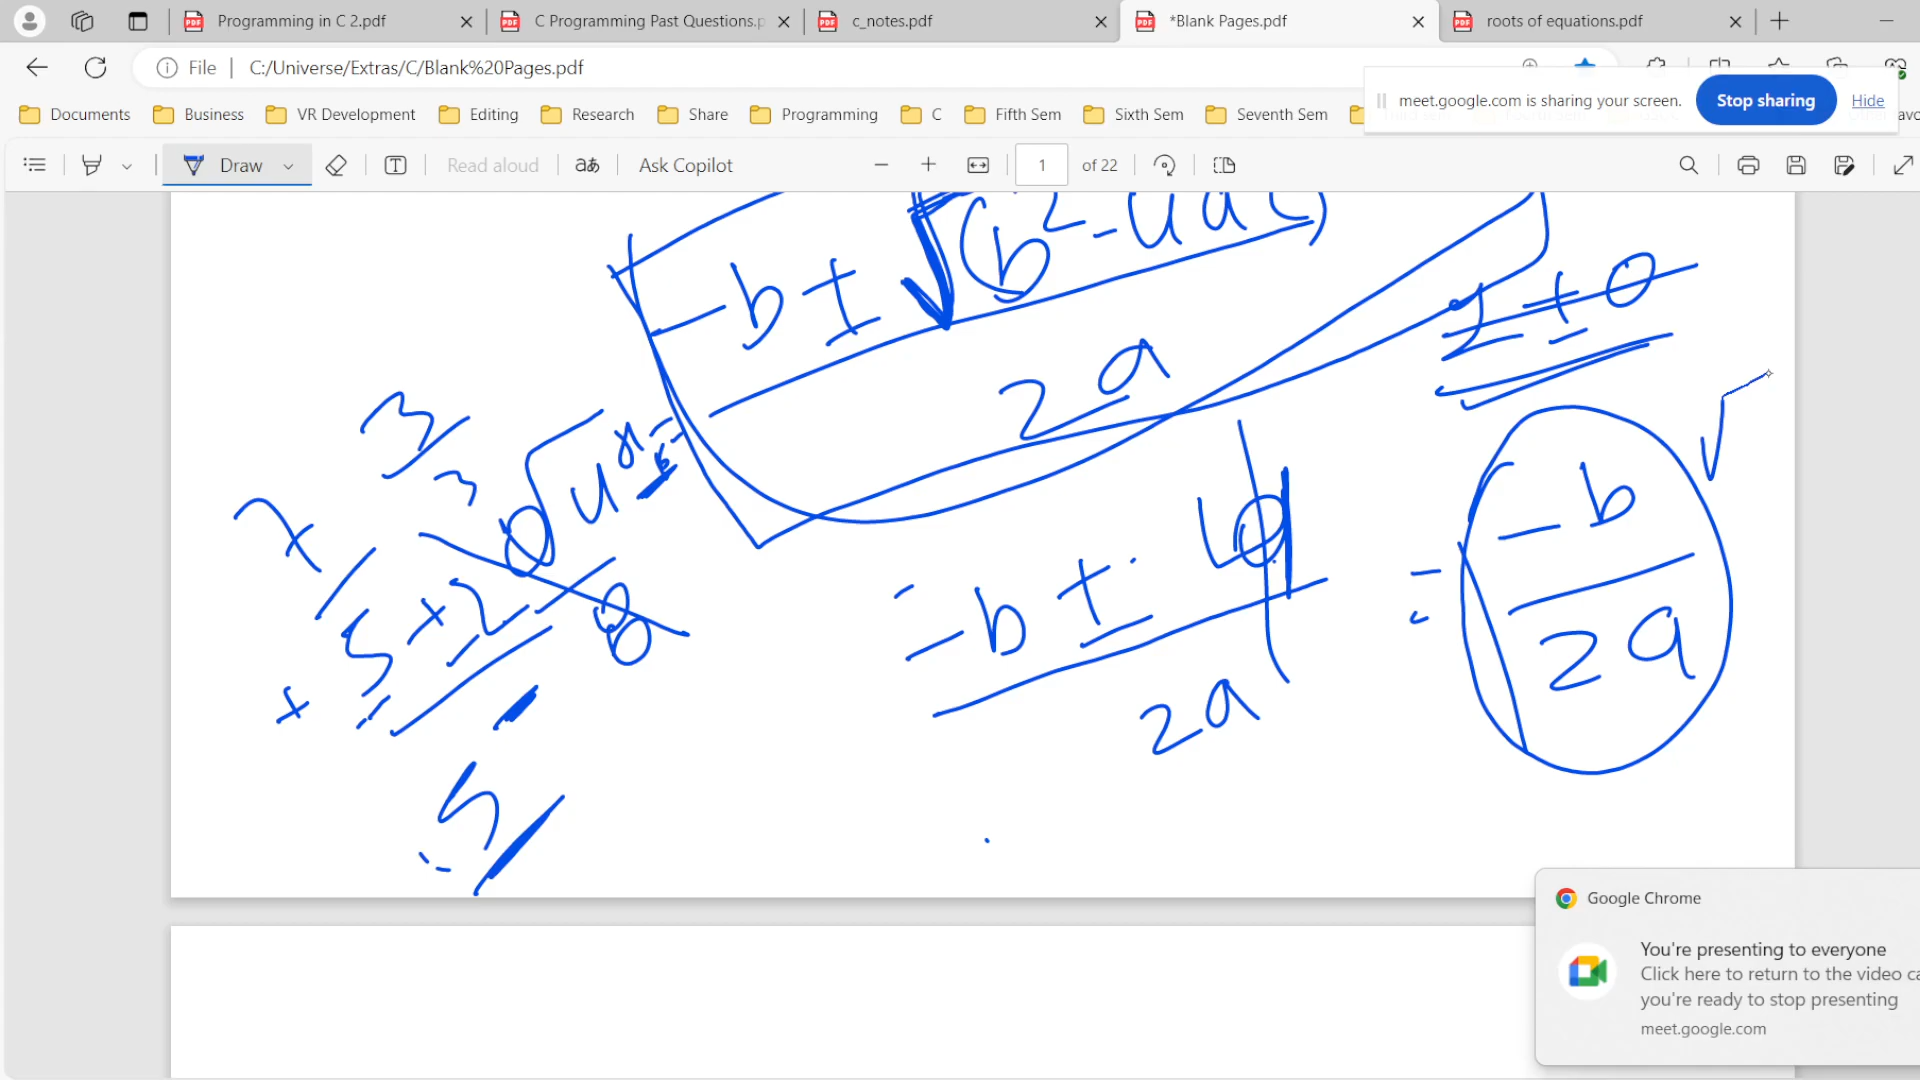 Programming in C 2.pdf
C Programming Past Questions.p
c_notes.pdf
*Blank Pages.pdf
roots of equations.pdf
File
C:/Universe/Extras/C/Blank%20Pages.pdf
meet.google.com is sharing your screen.
Stop sharing
Hide
Documents
Business
VR Development
Editing
Research
Share
Programming
C
Fifth Sem
Sixth Sem
Seventh Sem
Draw
Read aloud
aあ
Ask Copilot
1
of 22
-b ± √(b²-4ac)
2a
-b ±
2a
=
-b
2a
Google Chrome
You're presenting to everyone
Click here to return to the video ca
you're ready to stop presenting
meet.google.com